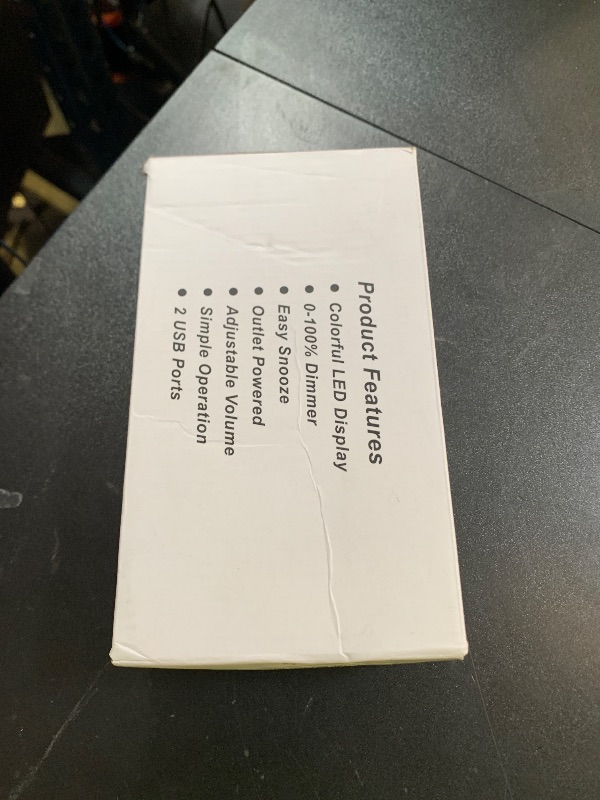 Product Features
• Colorful LED Display
• 0-100% Dimmer
• Easy Snooze
• Outlet Powered
• Adjustable Volume
• Simple Operation
• 2 USB Ports